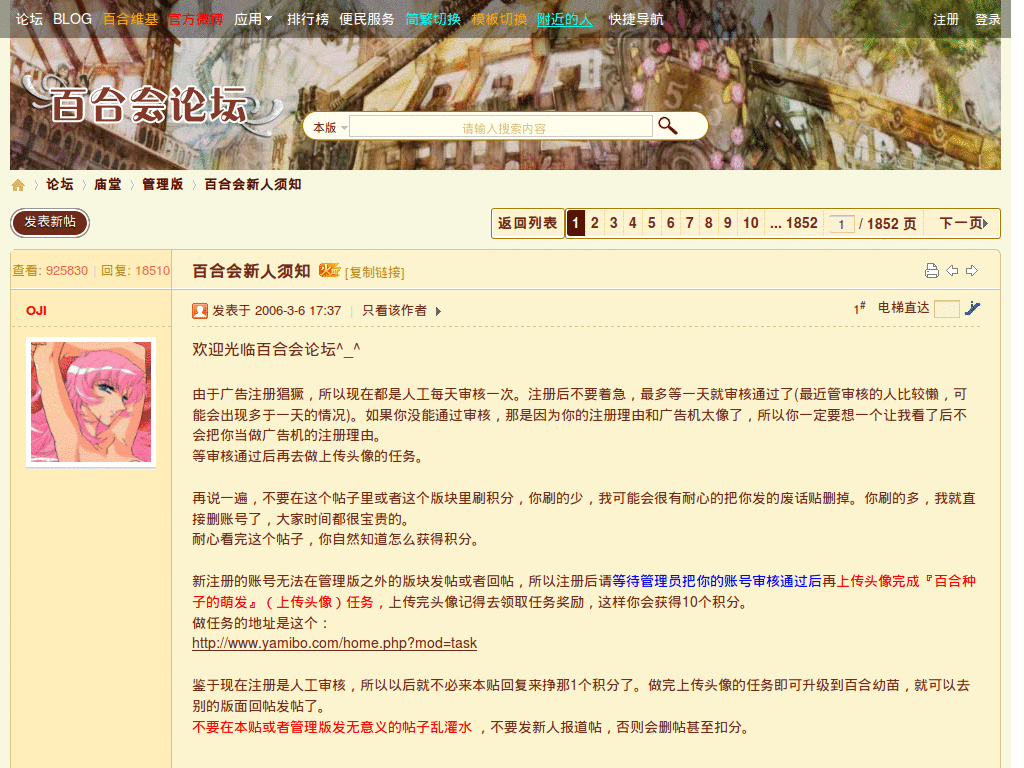 论坛 BLOG 百合维基 官方微博 应用 排行榜 便民服务 简繁切换 模板切换 附近的人 快捷导航 注册 登录
百合会论坛
本版 请输入搜索内容
论坛 庙堂 管理版 百合会新人须知
发表新帖 返回列表 1 2 3 4 5 6 7 8 9 10 ... 1852 1 / 1852 页 下一页
查看: 925830 | 回复: 18510 百合会新人须知 火帖 [复制链接]
OJI 发表于 2006-3-6 17:37 | 只看该作者 1# 电梯直达
欢迎光临百合会论坛^_^
由于广告注册猖獗，所以现在都是人工每天审核一次。注册后不要着急，最多等一天就审核通过了(最近管审核的人比较懒，可
能会出现多于一天的情况)。如果你没能通过审核，那是因为你的注册理由和广告机太像了，所以你一定要想一个让我看了后不
会把你当做广告机的注册理由。
等审核通过后再去做上传头像的任务。
再说一遍，不要在这个帖子里或者这个版块里刷积分，你刷的少，我可能会很有耐心的把你发的废话贴删掉。你刷的多，我就直
接删账号了，大家时间都很宝贵的。
耐心看完这个帖子，你自然知道怎么获得积分。
新注册的账号无法在管理版之外的版块发帖或者回帖，所以注册后请等待管理员把你的账号审核通过后再上传头像完成『百合种
子的萌发』（上传头像）任务，上传完头像记得去领取任务奖励，这样你会获得10个积分。
做任务的地址是这个：
http://www.yamibo.com/home.php?mod=task
鉴于现在注册是人工审核，所以以后就不必来本贴回复来挣那1个积分了。做完上传头像的任务即可升级到百合幼苗，就可以去
别的版面回帖发帖了。
不要在本贴或者管理版发无意义的帖子乱灌水 ，不要发新人报道帖，否则会删帖甚至扣分。